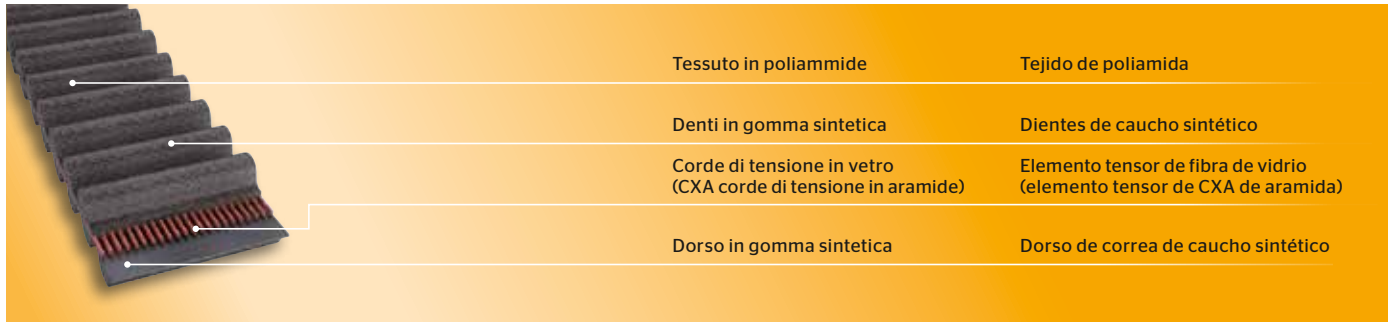 Tessuto in poliammide
Tejido de poliamida
Denti in gomma sintetica
Dientes de caucho sintético
Corde di tensione in vetro
(CXA corde di tensione in aramide)
Elemento tensor de fibra de vidrio
(elemento tensor de CXA de aramida)
Dorso in gomma sintetica
Dorso de correa de caucho sintético